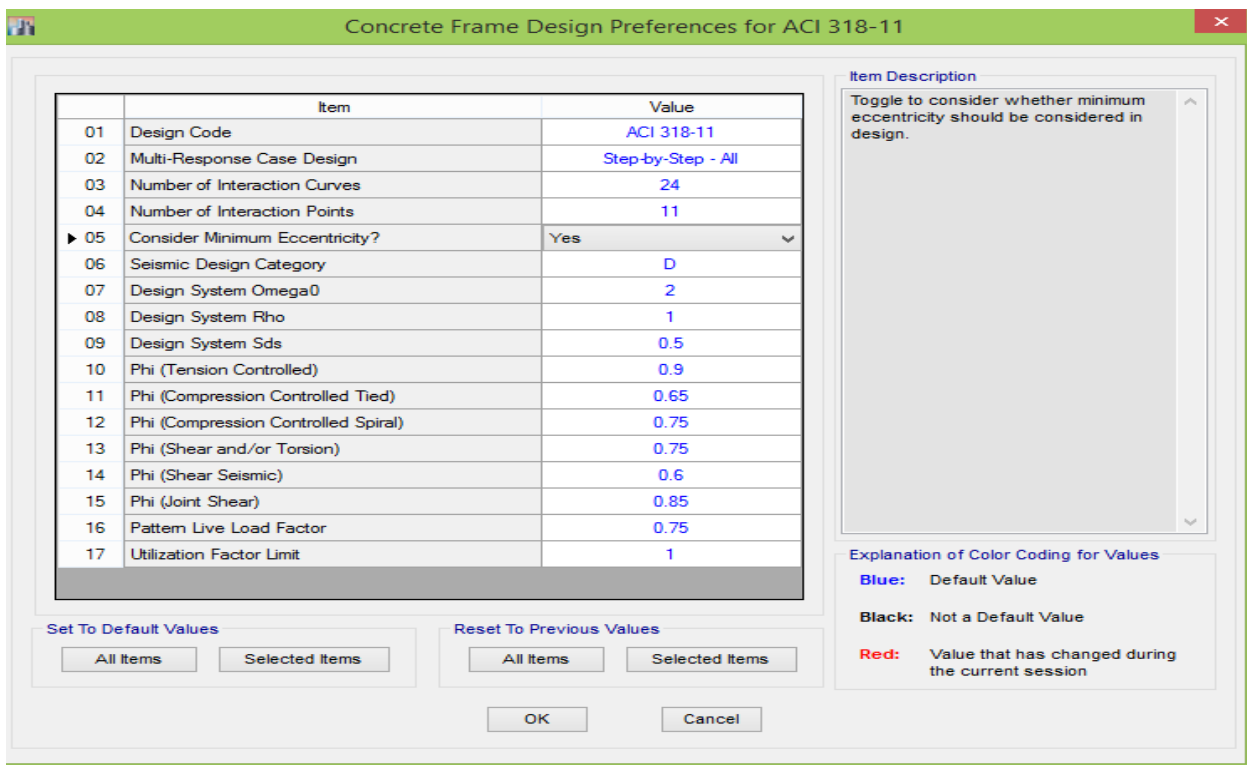 Concrete Frame Design Preferences for ACI 318-11
Item Value
01 Design Code ACI 318-11
02 Multi-Response Case Design Step-by-Step - All
03 Number of Interaction Curves 24
04 Number of Interaction Points 11
05 Consider Minimum Eccentricity? Yes
06 Seismic Design Category D
07 Design System Omega0 2
08 Design System Rho 1
09 Design System Sds 0.5
10 Phi (Tension Controlled) 0.9
11 Phi (Compression Controlled Tied) 0.65
12 Phi (Compression Controlled Spiral) 0.75
13 Phi (Shear and/or Torsion) 0.75
14 Phi (Shear Seismic) 0.6
15 Phi (Joint Shear) 0.85
16 Pattern Live Load Factor 0.75
17 Utilization Factor Limit 1
Set To Default Values
All Items Selected Items
Reset To Previous Values
All Items Selected Items
Item Description
Toggle to consider whether minimum
eccentricity should be considered in
design.
Explanation of Color Coding for Values
Blue: Default Value
Black: Not a Default Value
Red: Value that has changed during
the current session
OK Cancel